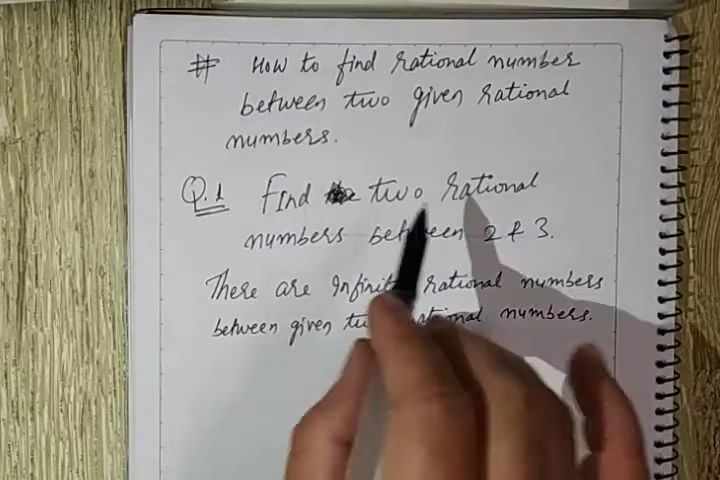 # How to find rational number
between two given rational
numbers.
Q.1 Find two rational
numbers between 2 & 3.
There are infinite rational numbers
between given two rational numbers.